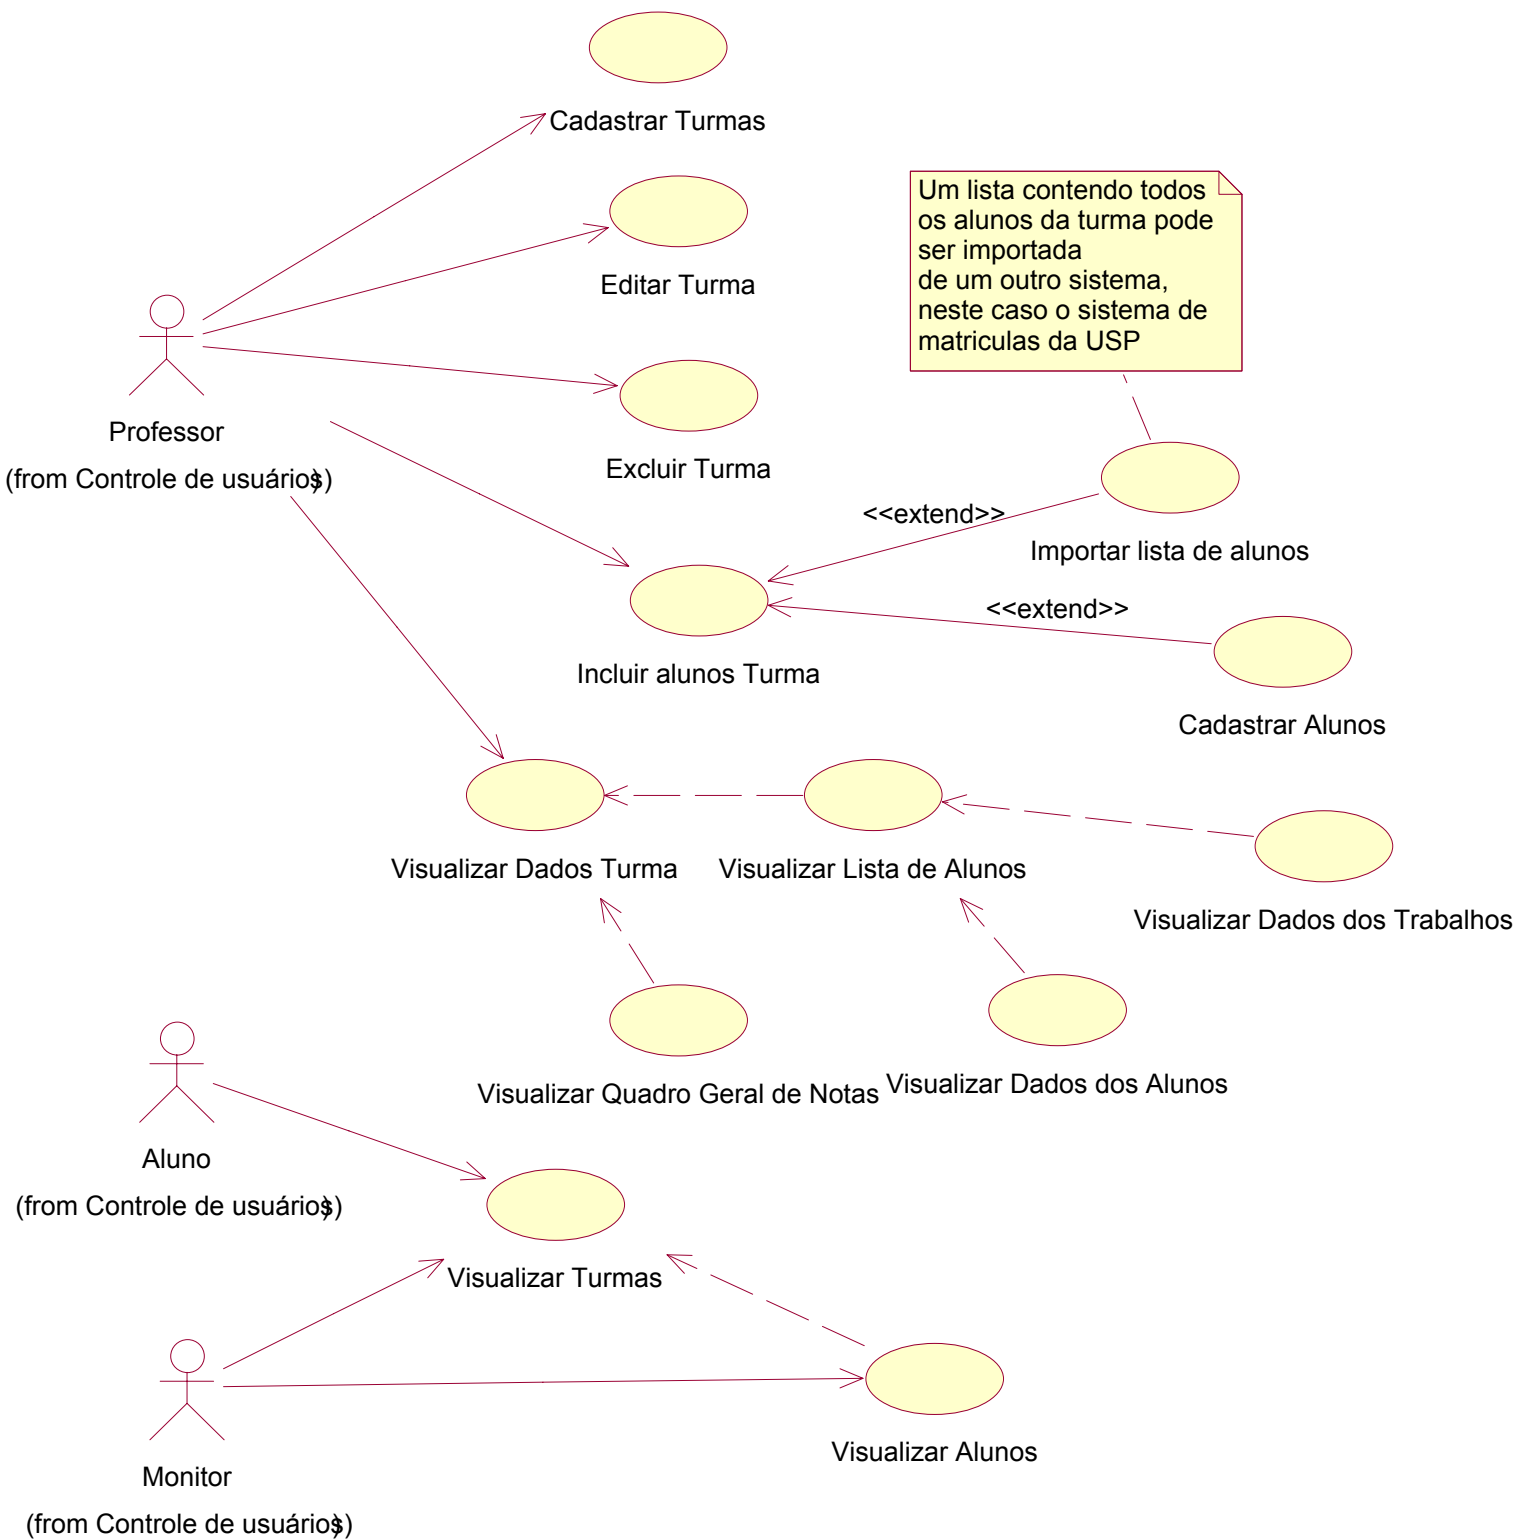 Cadastrar Turmas
Um lista contendo todos
os alunos da turma pode
ser importada
de um outro sistema,
neste caso o sistema de
matriculas da USP
Editar Turma
Professor
(from Controle de usuários)
Excluir Turma
<<extend>>
Importar lista de alunos
<<extend>>
Incluir alunos Turma
Cadastrar Alunos
Visualizar Dados Turma
Visualizar Lista de Alunos
Visualizar Dados dos Trabalhos
Visualizar Quadro Geral de Notas
Visualizar Dados dos Alunos
Aluno
(from Controle de usuários)
Visualizar Turmas
Visualizar Alunos
Monitor
(from Controle de usuários)